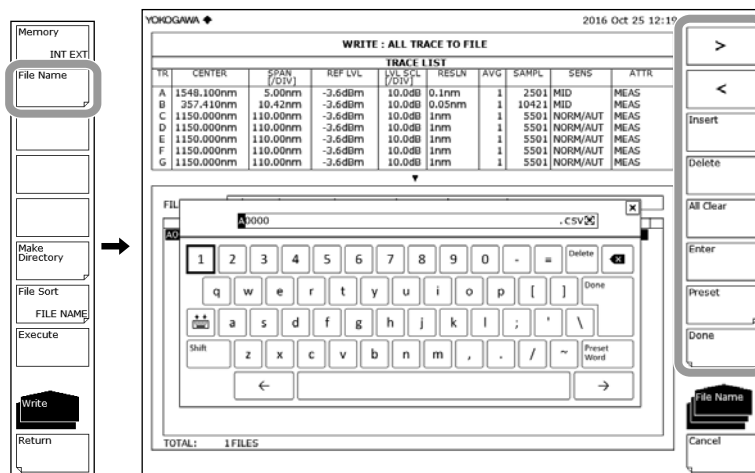 Memory
INT EXT
File Name
Make
Directory
File Sort
FILE NAME
Execute
Write
Return
YOKOGAWA
2016 Oct 25 12:19
WRITE : ALL TRACE TO FILE
TRACE LIST
TR CENTER SPAN [/DIV] REF LVL LVL SCL [/DIV] RESLN AVG SAMPL SENS ATTR
A 1548.100nm 5.00nm -3.6dBm 10.0dB 0.1nm 1 2501 MID MEAS
B 357.410nm 10.42nm -3.6dBm 10.0dB 0.05nm 1 10421 MID MEAS
C 1150.000nm 110.00nm -3.6dBm 10.0dB 1nm 1 5501 NORM/AUT MEAS
D 1150.000nm 110.00nm -3.6dBm 10.0dB 1nm 1 5501 NORM/AUT MEAS
E 1150.000nm 110.00nm -3.6dBm 10.0dB 1nm 1 5501 NORM/AUT MEAS
F 1150.000nm 110.00nm -3.6dBm 10.0dB 1nm 1 5501 NORM/AUT MEAS
G 1150.000nm 110.00nm -3.6dBm 10.0dB 1nm 1 5501 NORM/AUT MEAS
FIL
A0000 .CSV
A0
1 2 3 4 5 6 7 8 9 0 - = Delete
q w e r t y u i o p [ ] Done
a s d f g h j k l ; ' \
Shift z x c v b n m , . / ~ Preset Word
← →
TOTAL: 1FILES
>
<
Insert
Delete
All Clear
Enter
Preset
Done
File Name
Cancel